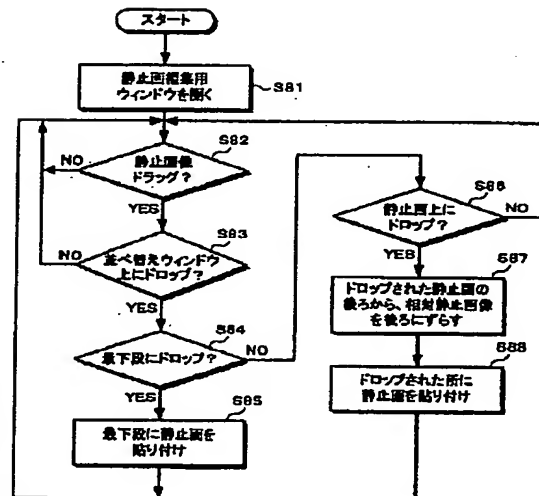 スタート
静止画編集用
ウィンドウを開く
S81
静止画像
ドラッグ?
S82
NO
YES
並べ替えウィンドウ
上にドロップ?
S83
NO
YES
最下段にドロップ?
S84
NO
YES
最下段に静止画を
貼り付け
S85
静止画上に
ドロップ?
S86
NO
YES
ドロップされた静止画の
後ろから、相対静止画像
を後ろにずらす
S87
ドロップされた所に
静止画を貼り付け
S88